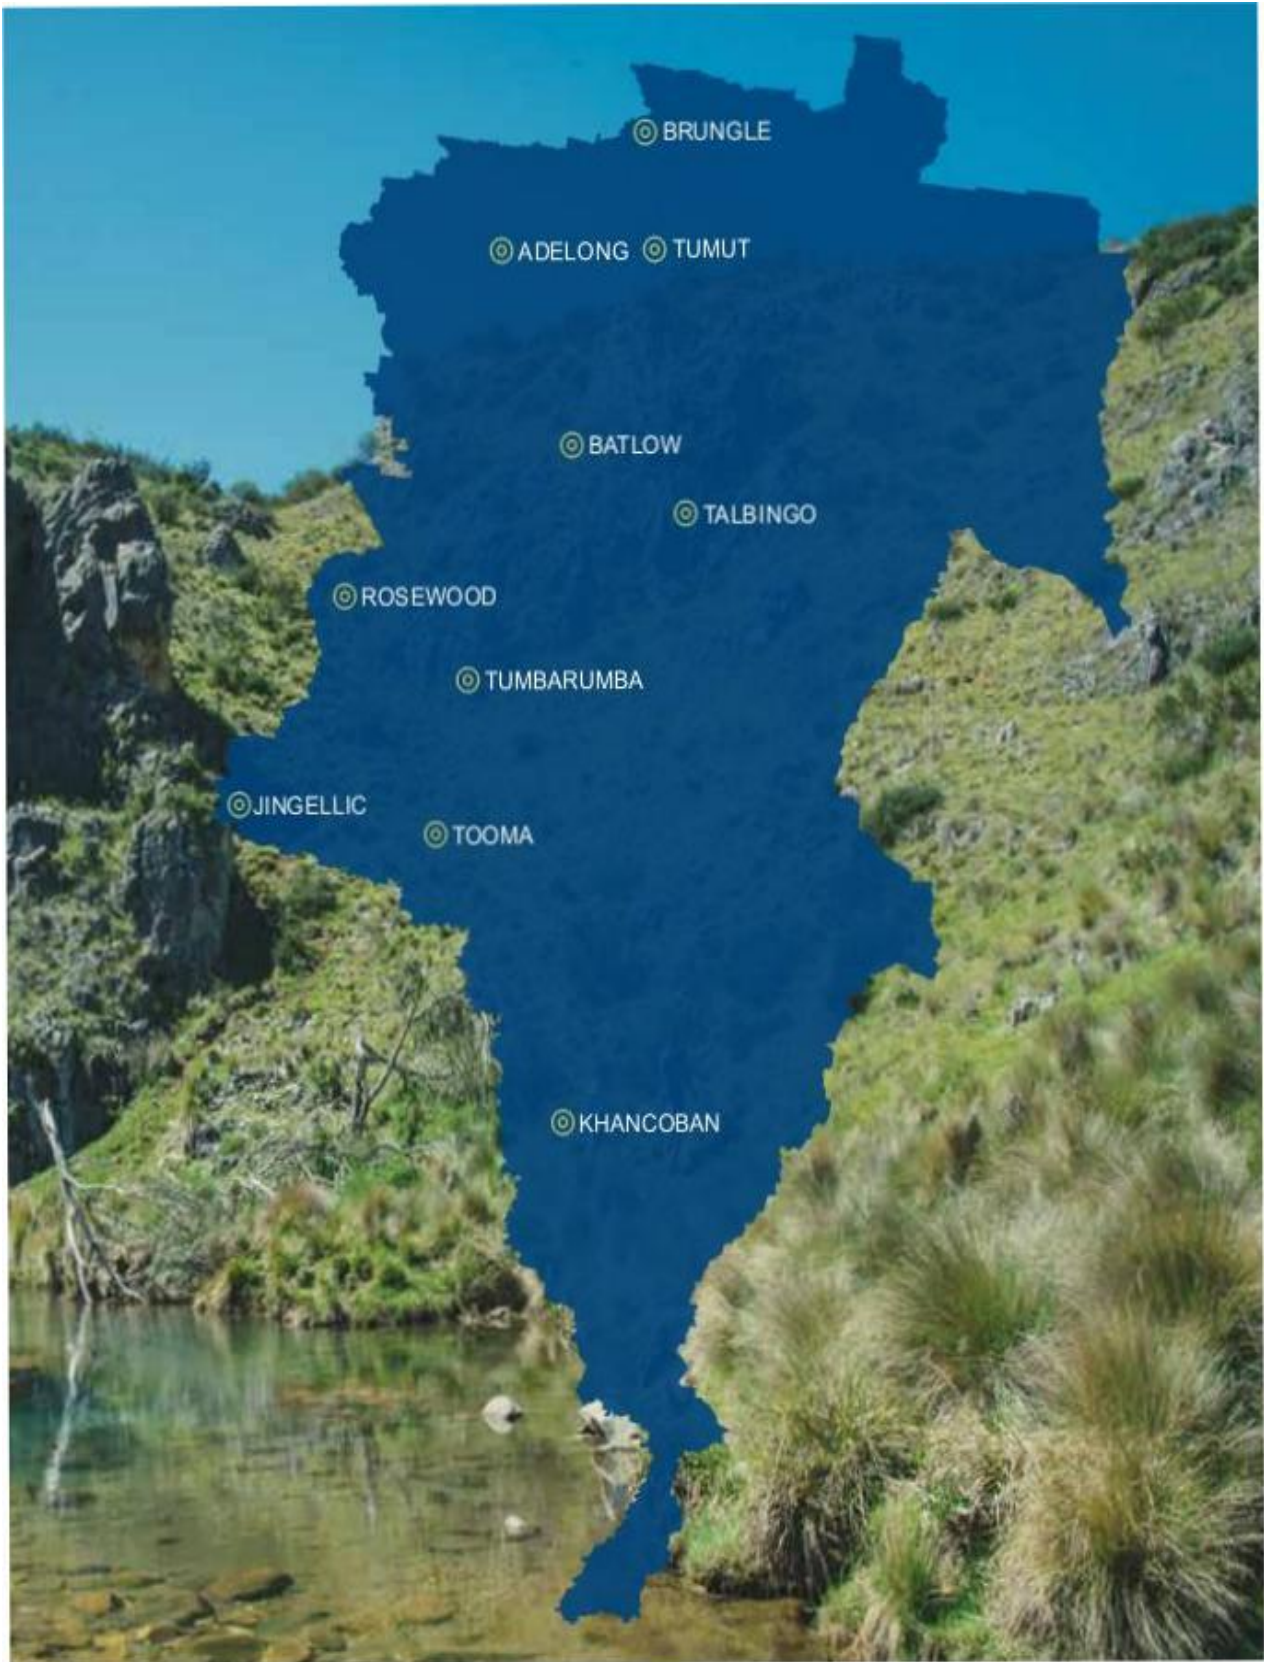 BRUNGLE
ADELONG
TUMUT
BATLOW
TALBINGO
ROSEWOOD
TUMBARUMBA
JINGELLIC
TOOMA
KHANCOBAN